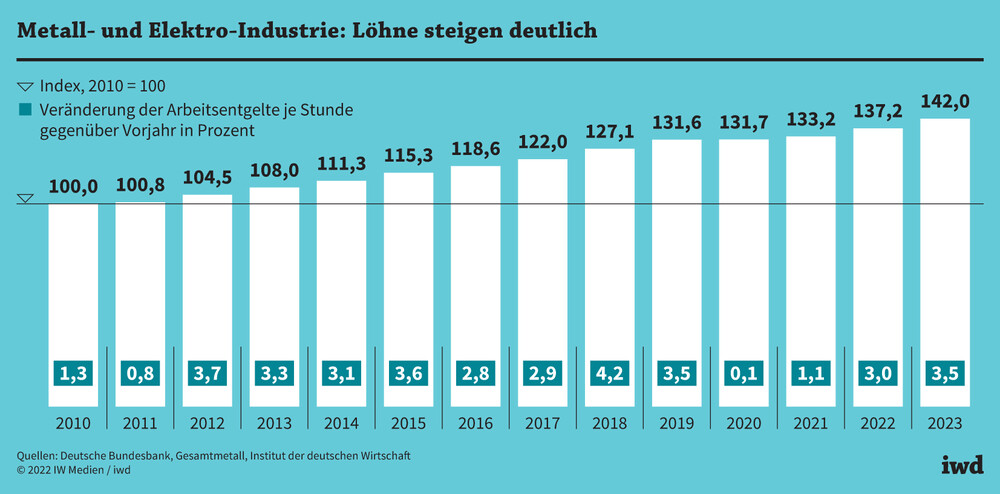 Metall- und Elektro-Industrie: Löhne steigen deutlich
Index, 2010 = 100
Veränderung der Arbeitsentgelte je Stunde
gegenüber Vorjahr in Prozent
100,0 100,8 104,5 108,0 111,3 115,3 118,6 122,0 127,1 131,6 131,7 133,2 137,2 142,0
1,3 0,8 3,7 3,3 3,1 3,6 2,8 2,9 4,2 3,5 0,1 1,1 3,0 3,5
2010 2011 2012 2013 2014 2015 2016 2017 2018 2019 2020 2021 2022 2023
Quellen: Deutsche Bundesbank, Gesamtmetall, Institut der deutschen Wirtschaft
© 2022 IW Medien / iwd
iwd